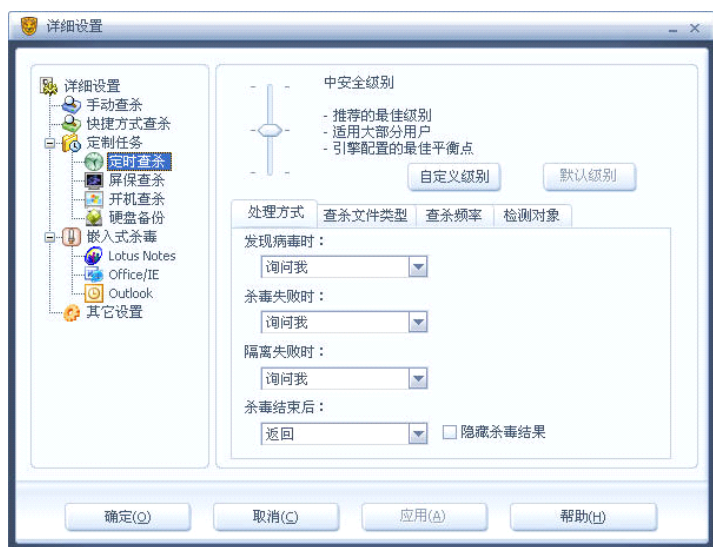 详细设置
详细设置
手动查杀
快捷方式查杀
定制任务
定时查杀
屏保查杀
开机查杀
硬盘备份
嵌入式杀毒
Lotus Notes
Office/IE
Outlook
其它设置
中安全级别
- 推荐的最佳级别
- 适用大部分用户
- 引擎配置的最佳平衡点
自定义级别 默认级别
处理方式 查杀文件类型 查杀频率 检测对象
发现病毒时：
询问我
杀毒失败时：
询问我
隔离失败时：
询问我
杀毒结束后：
返回 隐藏杀毒结果
确定(O) 取消(C) 应用(A) 帮助(H)